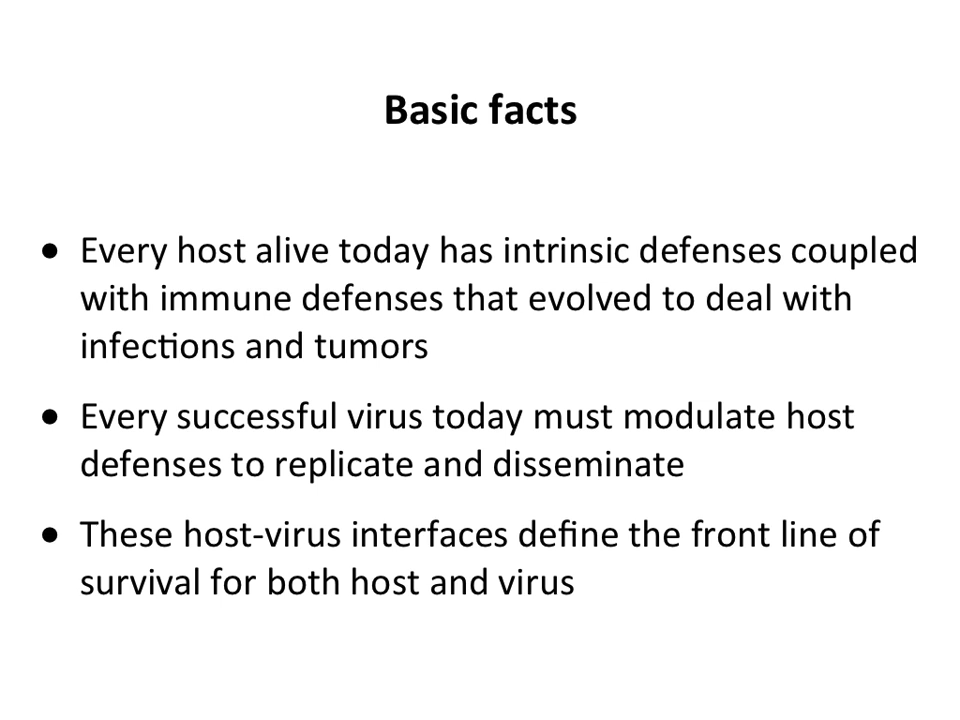 Basic facts
• Every host alive today has intrinsic defenses coupled
with immune defenses that evolved to deal with
infections and tumors
• Every successful virus today must modulate host
defenses to replicate and disseminate
• These host-virus interfaces define the front line of
survival for both host and virus